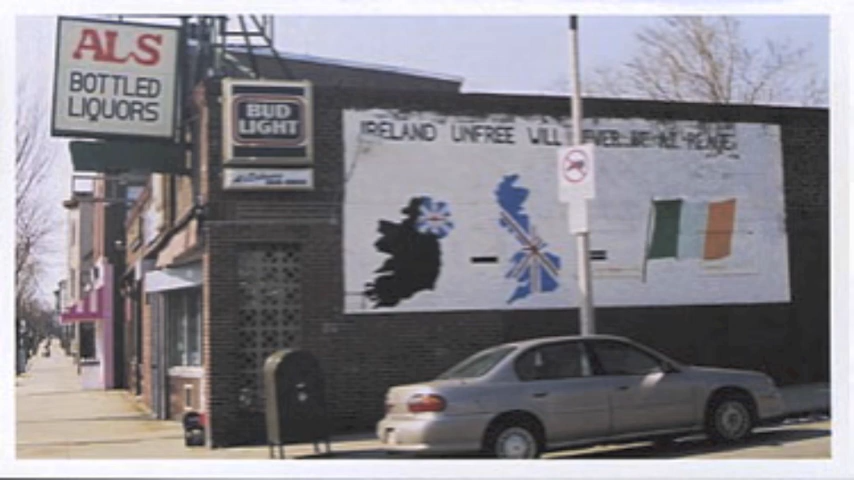 ALS
BOTTLED
LIQUORS
BUD
LIGHT
IRELAND UNFREE WILL